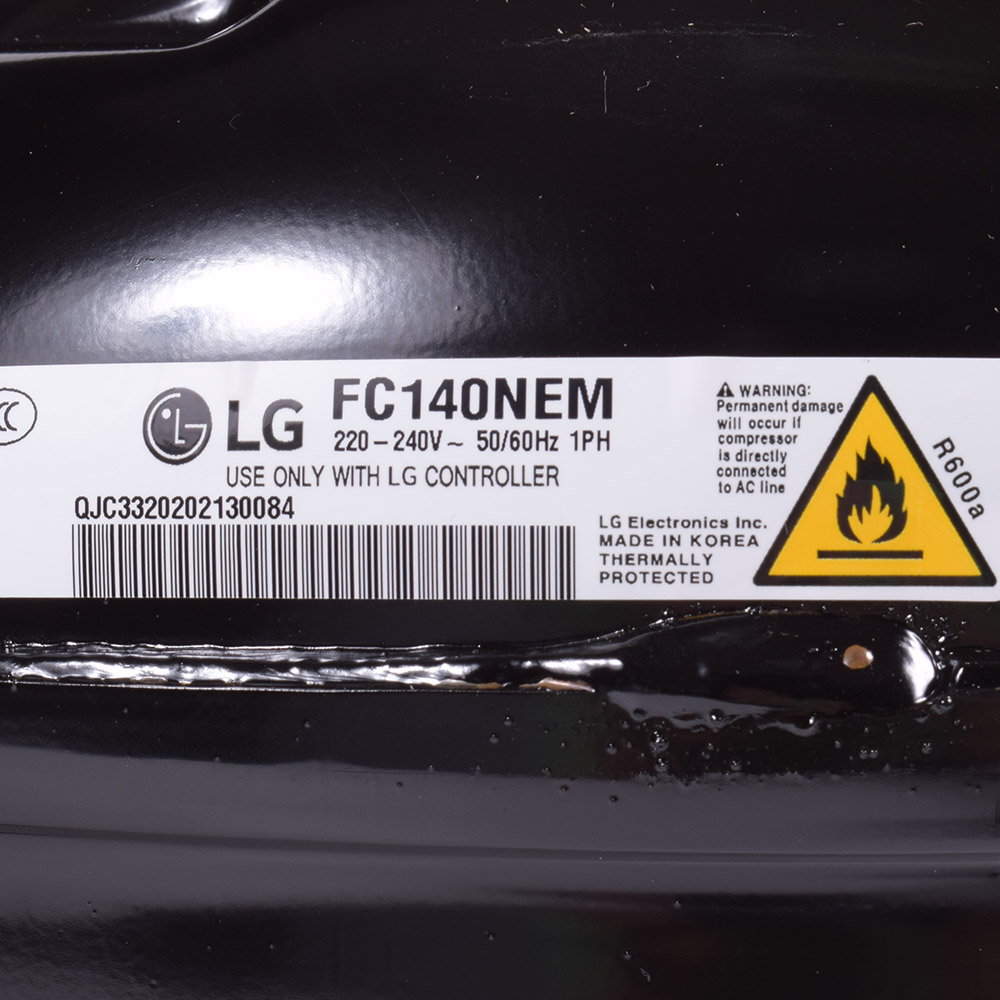 LG
FC140NEM
220-240V~ 50/60Hz 1PH
USE ONLY WITH LG CONTROLLER
QJC3320202130084
WARNING:
Permanent damage
will occur if
compressor
is directly
connected
to AC line
LG Electronics Inc.
MADE IN KOREA
THERMALLY
PROTECTED
R600a